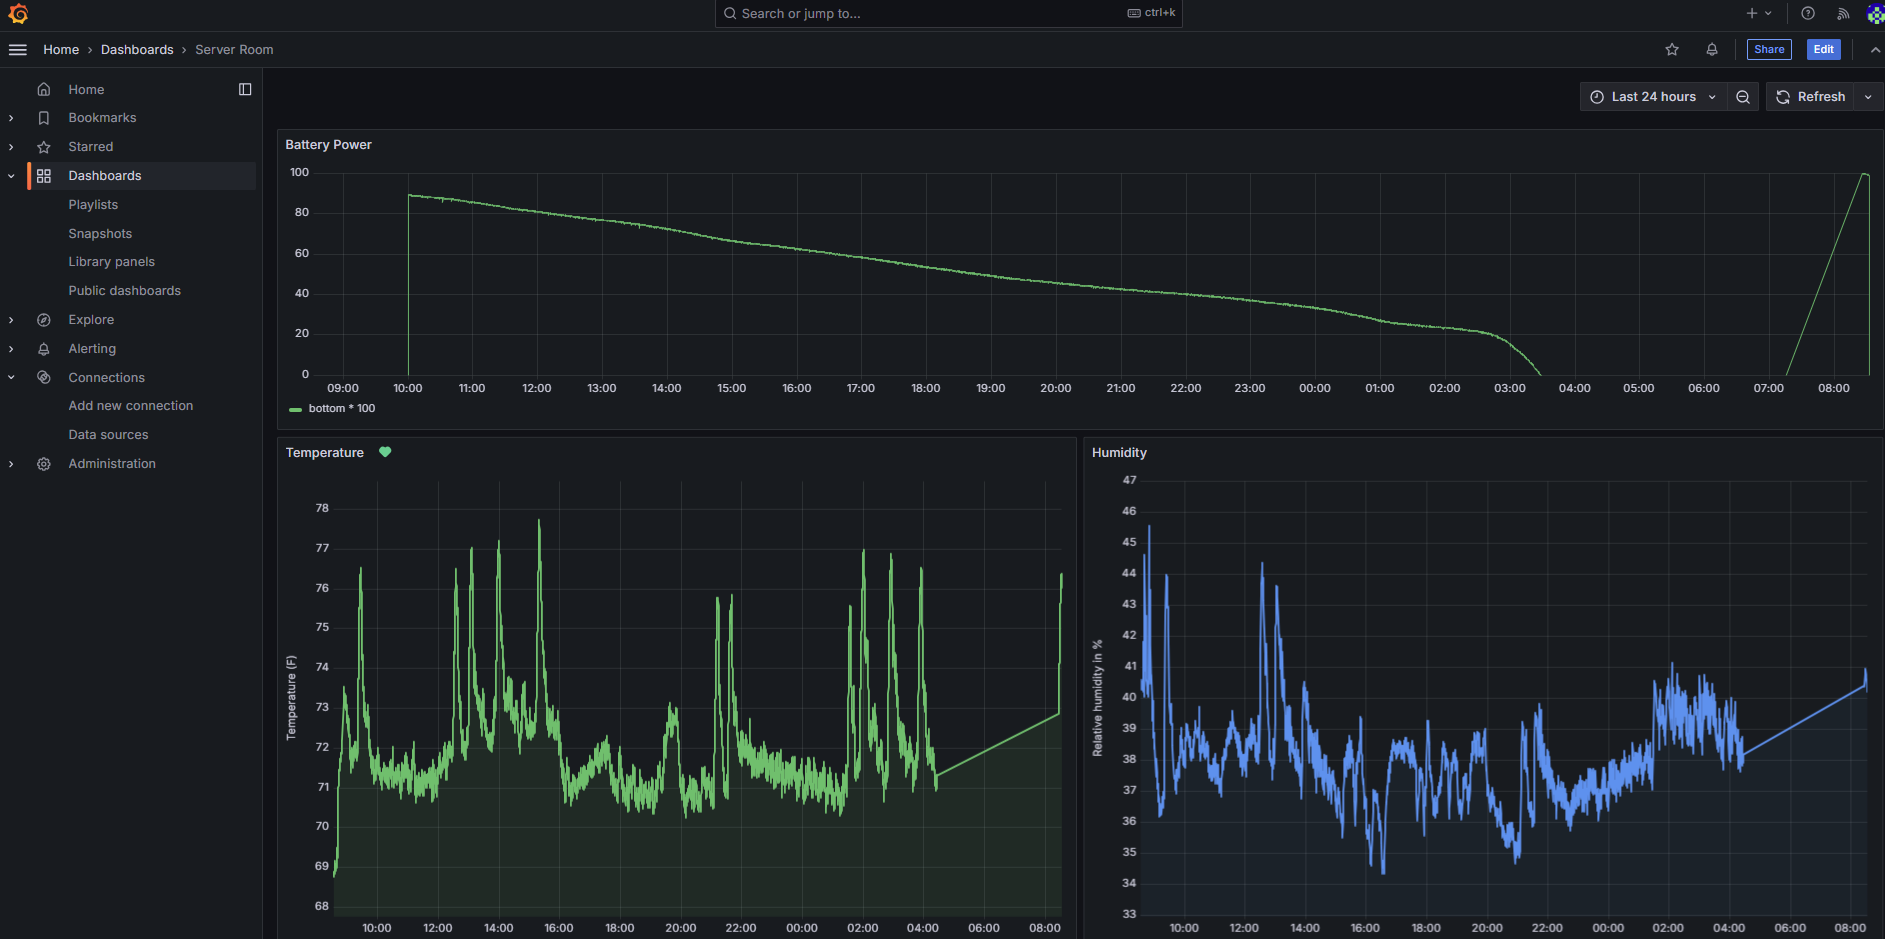 Search or jump to...
ctrl+k
Home
Dashboards
Server Room
Share
Edit
Home
Bookmarks
Starred
Dashboards
Playlists
Snapshots
Library panels
Public dashboards
Explore
Alerting
Connections
Add new connection
Data sources
Administration
Last 24 hours
Refresh
Battery Power
100
80
60
40
20
0
09:00 10:00 11:00 12:00 13:00 14:00 15:00 16:00 17:00 18:00 19:00 20:00 21:00 22:00 23:00 00:00 01:00 02:00 03:00 04:00 05:00 06:00 07:00 08:00
bottom * 100
Temperature
Temperature (F)
78
77
76
75
74
73
72
71
70
69
68
10:00 12:00 14:00 16:00 18:00 20:00 22:00 00:00 02:00 04:00 06:00 08:00
Humidity
Relative humidity in %
47
46
45
44
43
42
41
40
39
38
37
36
35
34
33
10:00 12:00 14:00 16:00 18:00 20:00 22:00 00:00 02:00 04:00 06:00 08:00